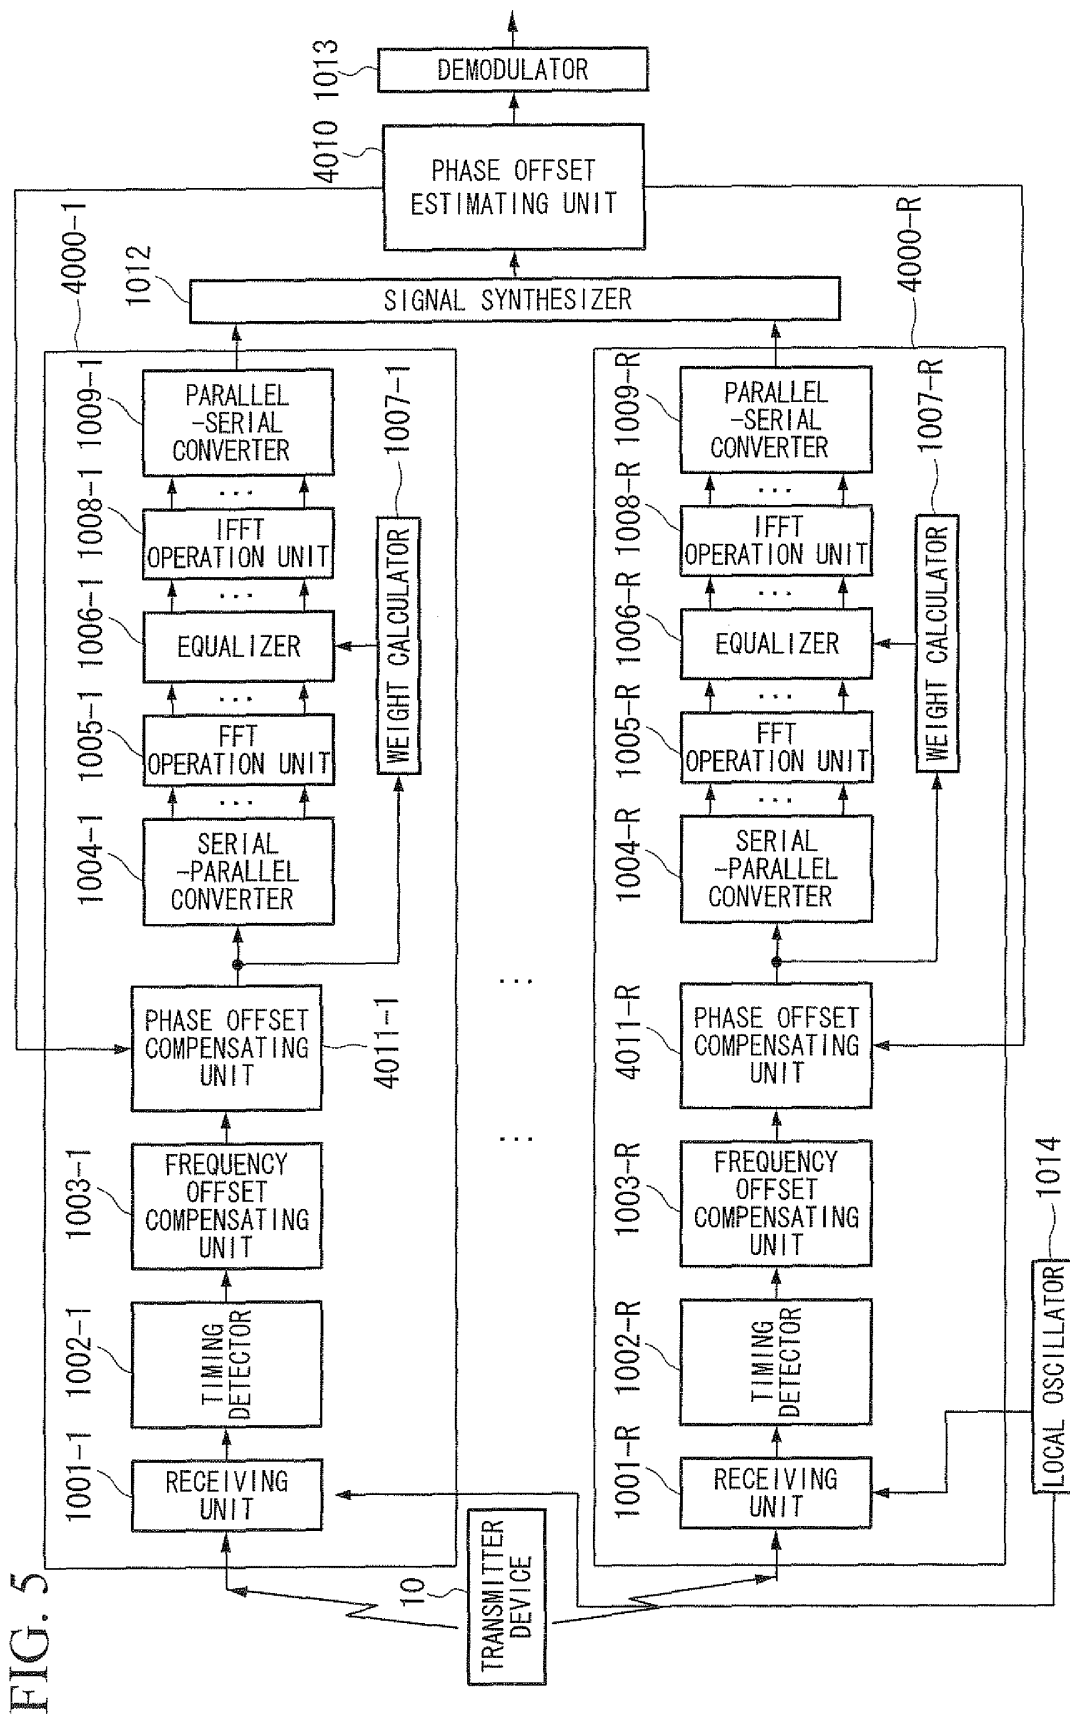 FIG. 5
1013
DEMODULATOR
4010
PHASE OFFSET
ESTIMATING UNIT
4000-1
1012
SIGNAL SYNTHESIZER
4000-R
1009-1
PARALLEL
-SERIAL
CONVERTER
1008-1
IFFT
OPERATION UNIT
1006-1
EQUALIZER
1007-1
WEIGHT CALCULATOR
1005-1
FFT
OPERATION UNIT
1004-1
SERIAL
-PARALLEL
CONVERTER
PHASE OFFSET
COMPENSATING
UNIT
4011-1
1003-1
FREQUENCY
OFFSET
COMPENSATING
UNIT
1002-1
TIMING
DETECTOR
1001-1
RECEIVING
UNIT
...
...
1009-R
PARALLEL
-SERIAL
CONVERTER
1008-R
IFFT
OPERATION UNIT
1006-R
EQUALIZER
1007-R
WEIGHT CALCULATOR
1005-R
FFT
OPERATION UNIT
1004-R
SERIAL
-PARALLEL
CONVERTER
4011-R
PHASE OFFSET
COMPENSATING
UNIT
1003-R
FREQUENCY
OFFSET
COMPENSATING
UNIT
1002-R
TIMING
DETECTOR
1001-R
RECEIVING
UNIT
1014
LOCAL OSCILLATOR
10
TRANSMITTER
DEVICE